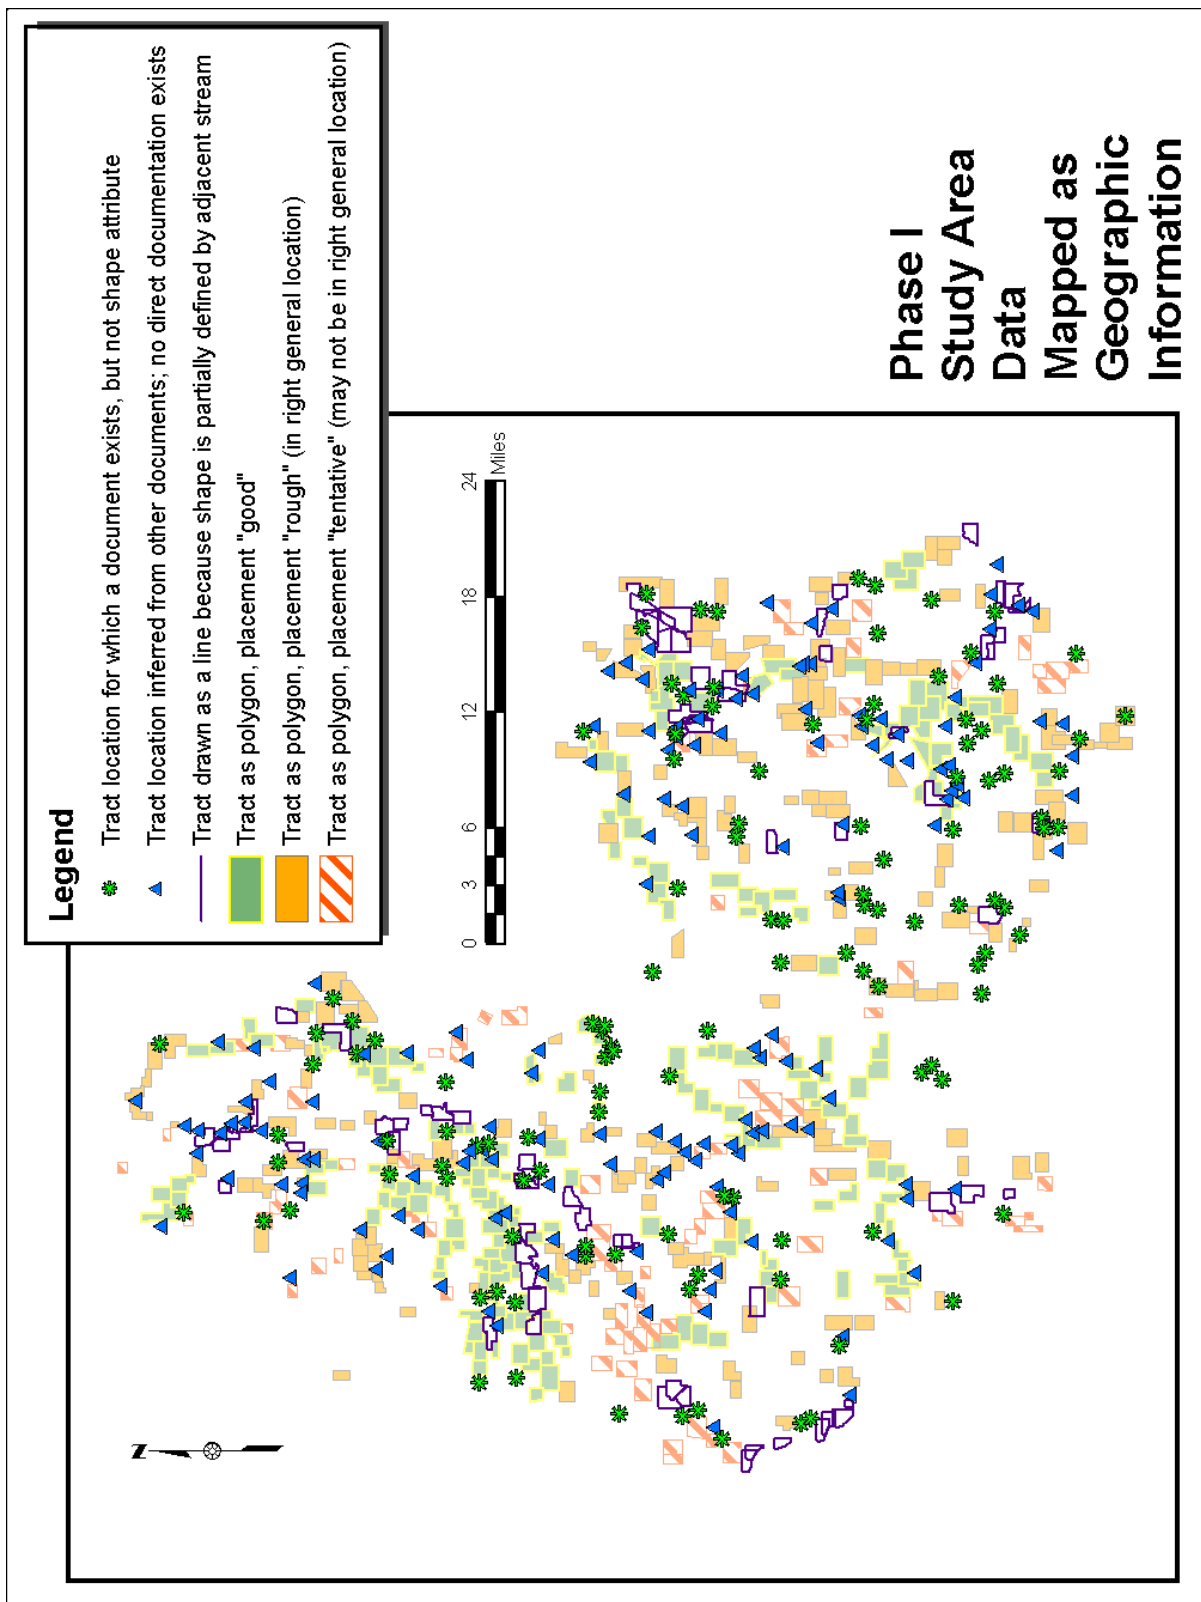 Legend
Tract location for which a document exists, but not shape attribute
Tract location inferred from other documents; no direct documentation exists
Tract drawn as a line because shape is partially defined by adjacent stream
Tract as polygon, placement "good"
Tract as polygon, placement "rough" (in right general location)
Tract as polygon, placement "tentative" (may not be in right general location)
N
0 3 6 12 18 24
Miles
Phase I
Study Area
Data
Mapped as
Geographic
Information